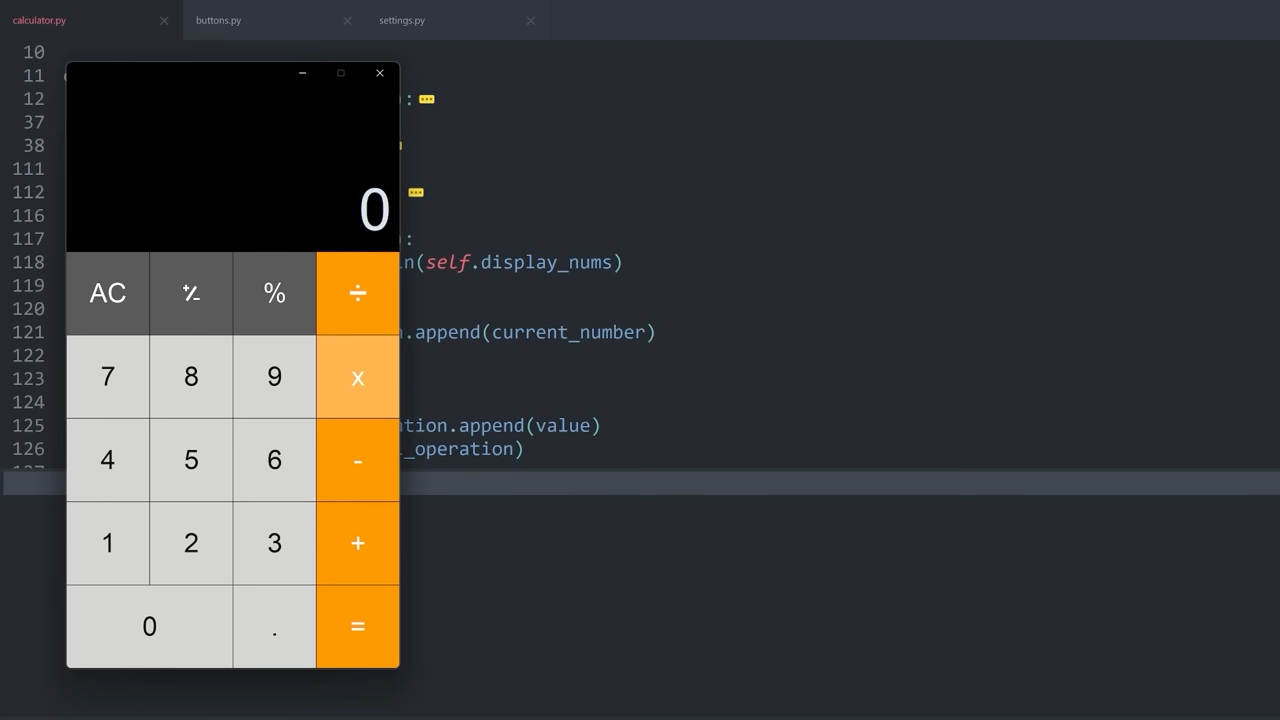 calculator.py buttons.py settings.py
10
11
12 :
37
38
111
112
116
117 :
118 n(self.display_nums)
119
120
121 .append(current_number)
122
123
124
125 tion.append(value)
126 _operation)
0
AC +⁄- % ÷
7 8 9 x
4 5 6 -
1 2 3 +
0 . =